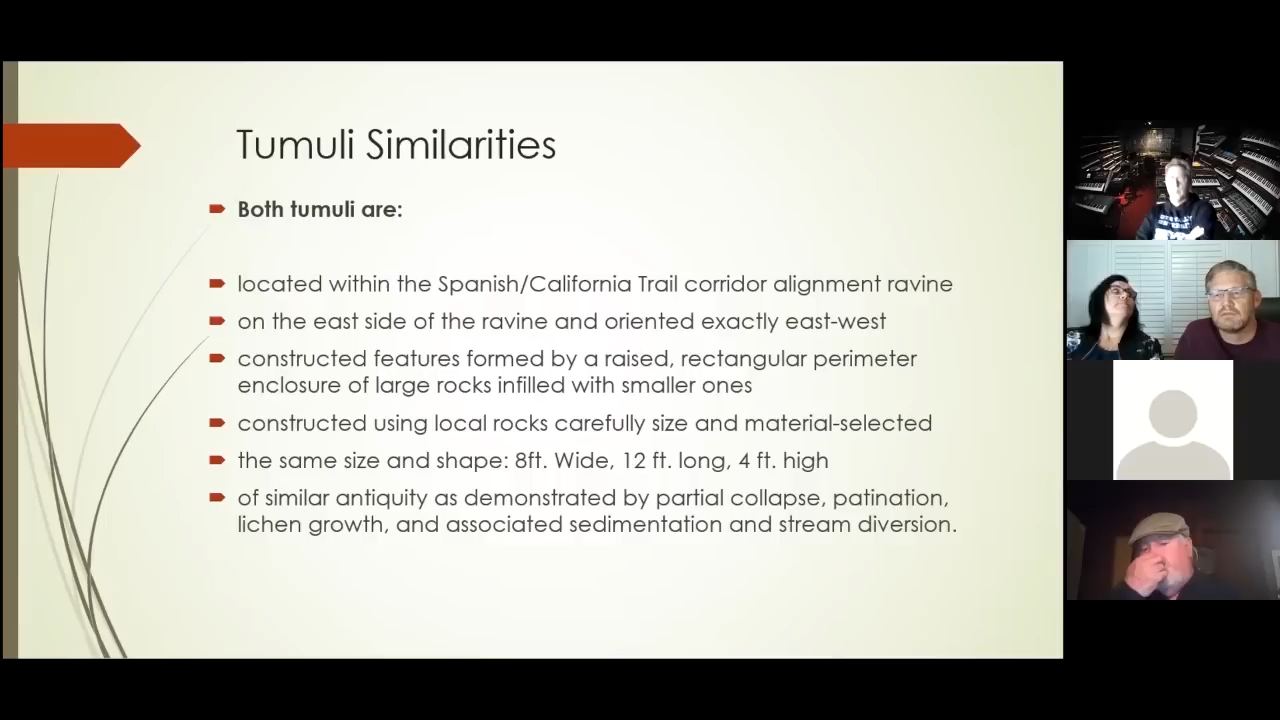 Tumuli Similarities
Both tumuli are:
located within the Spanish/California Trail corridor alignment ravine
on the east side of the ravine and oriented exactly east-west
constructed features formed by a raised, rectangular perimeter
enclosure of large rocks infilled with smaller ones
constructed using local rocks carefully size and material-selected
the same size and shape: 8ft. Wide, 12 ft. long, 4 ft. high
of similar antiquity as demonstrated by partial collapse, patination,
lichen growth, and associated sedimentation and stream diversion.